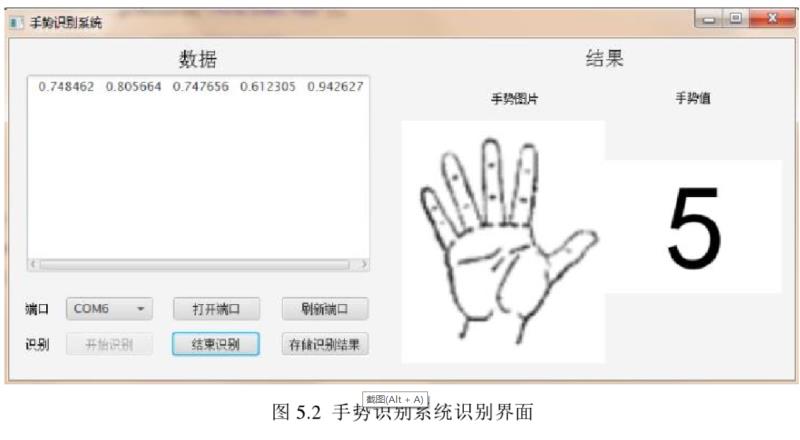 手势识别系统
数据
0.748462 0.805664 0.747656 0.612305 0.942627
端口 COM6 打开端口 刷新端口
识别 开始识别 结束识别 存储识别结果
结果
手势图片 手势值
5
截图(Alt + A)
图 5.2 手势识别系统识别界面